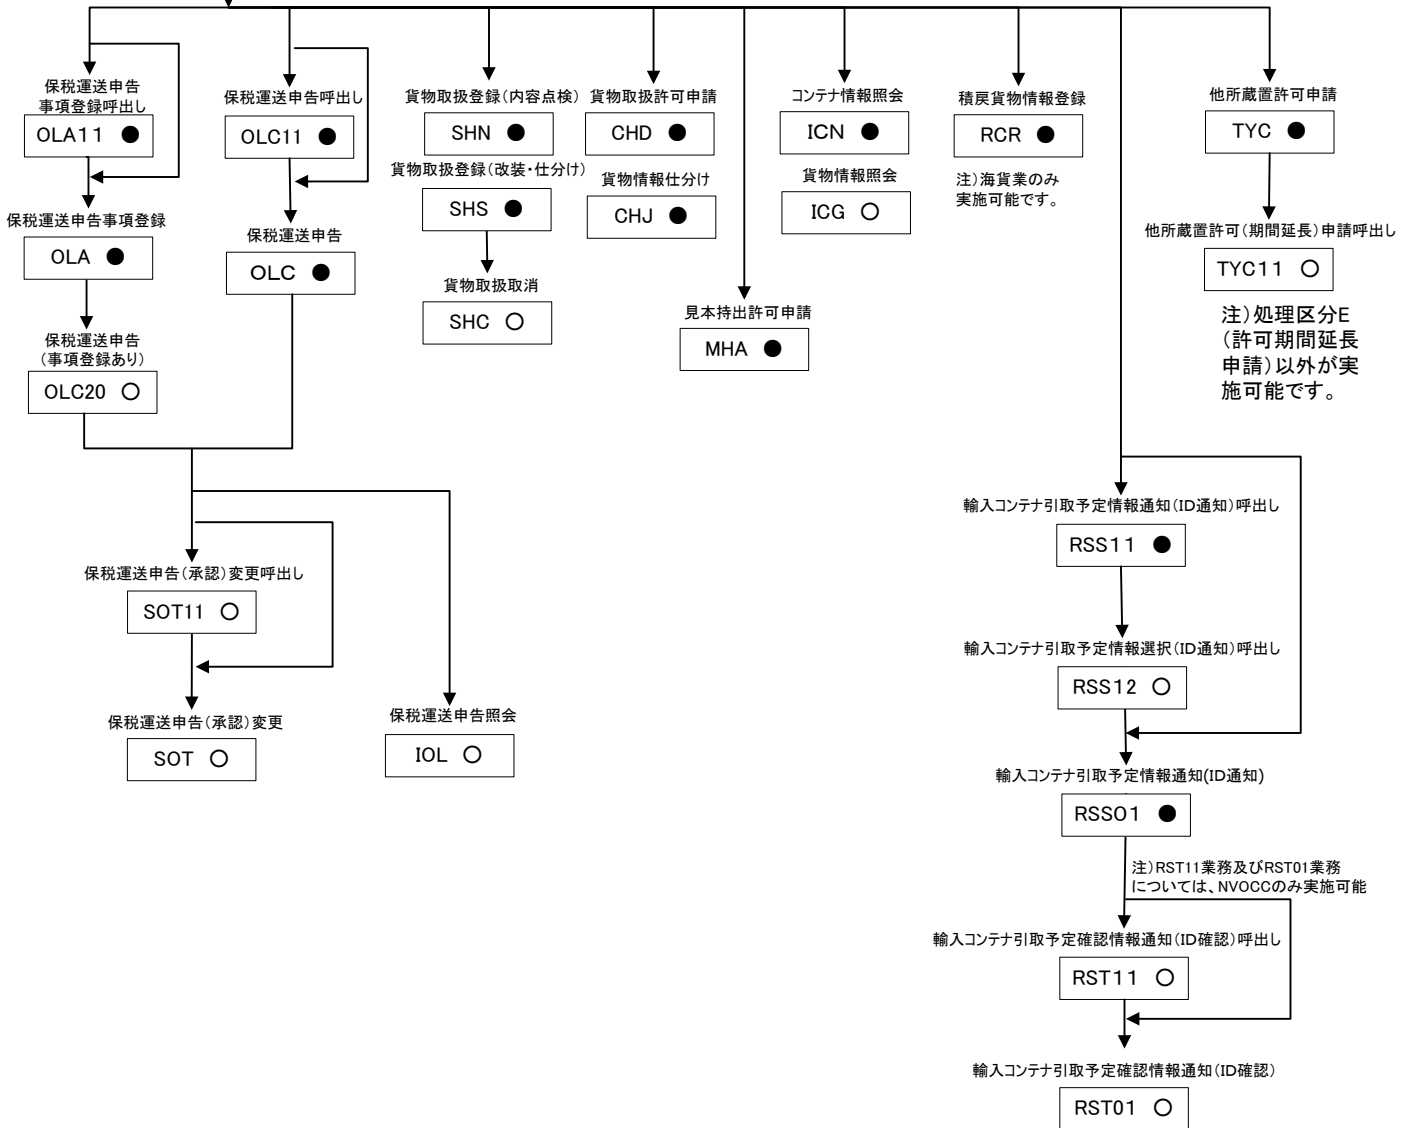 保税運送申告
事項登録呼出し
OLA11 ●
保税運送申告事項登録
OLA ●
保税運送申告
(事項登録あり)
OLC20 ○
保税運送申告呼出し
OLC11 ●
保税運送申告
OLC ●
貨物取扱登録(内容点検)
SHN ●
貨物取扱登録(改装・仕分け)
SHS ●
貨物取扱取消
SHC ○
貨物取扱許可申請
CHD ●
貨物情報仕分け
CHJ ●
見本持出許可申請
MHA ●
コンテナ情報照会
ICN ●
貨物情報照会
ICG ○
積戻貨物情報登録
RCR ●
注)海貨業のみ
実施可能です。
他所蔵置許可申請
TYC ●
他所蔵置許可(期間延長)申請呼出し
TYC11 ○
注)処理区分E
(許可期間延長
申請)以外が実
施可能です。
保税運送申告(承認)変更呼出し
SOT11 ○
保税運送申告(承認)変更
SOT ○
保税運送申告照会
IOL ○
輸入コンテナ引取予定情報通知(ID通知)呼出し
RSS11 ●
輸入コンテナ引取予定情報選択(ID通知)呼出し
RSS12 ○
輸入コンテナ引取予定情報通知(ID通知)
RSS01 ●
注)RST11業務及びRST01業務
については、NVOCCのみ実施可能
輸入コンテナ引取予定確認情報通知(ID確認)呼出し
RST11 ○
輸入コンテナ引取予定確認情報通知(ID確認)
RST01 ○